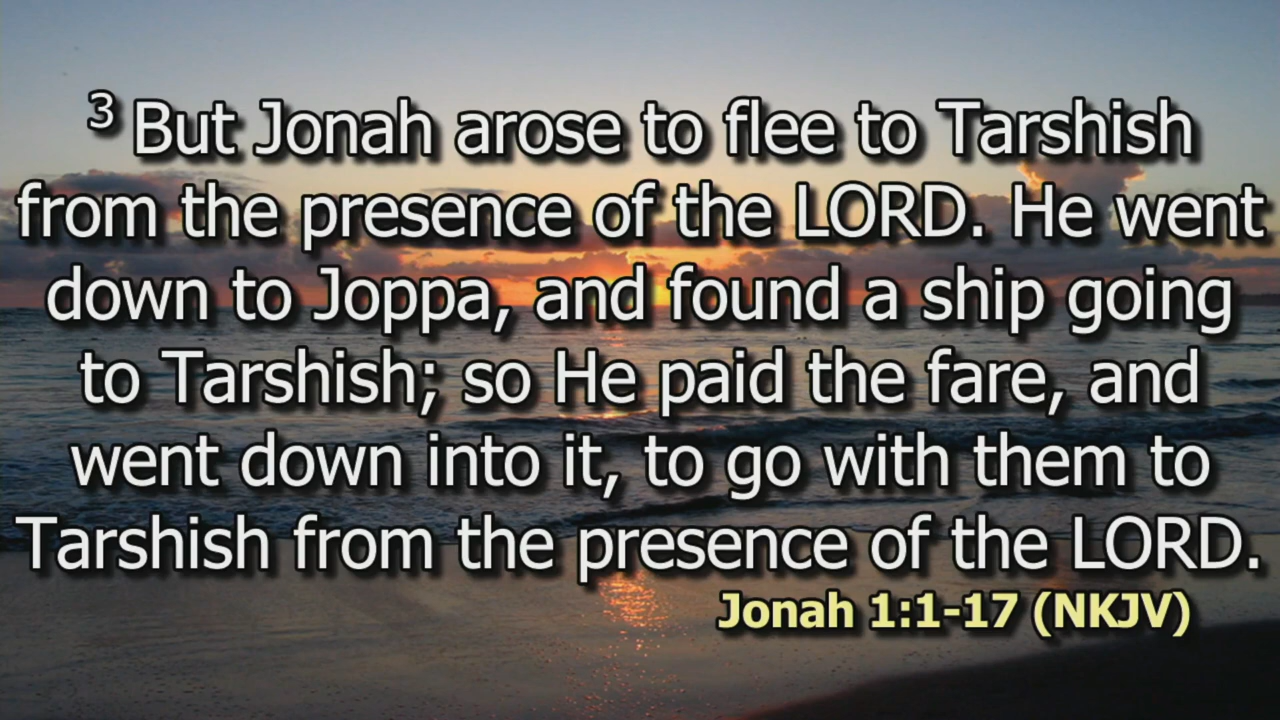 3 But Jonah arose to flee to Tarshish
from the presence of the LORD. He went
down to Joppa, and found a ship going
to Tarshish; so He paid the fare, and
went down into it, to go with them to
Tarshish from the presence of the LORD.
Jonah 1:1-17 (NKJV)